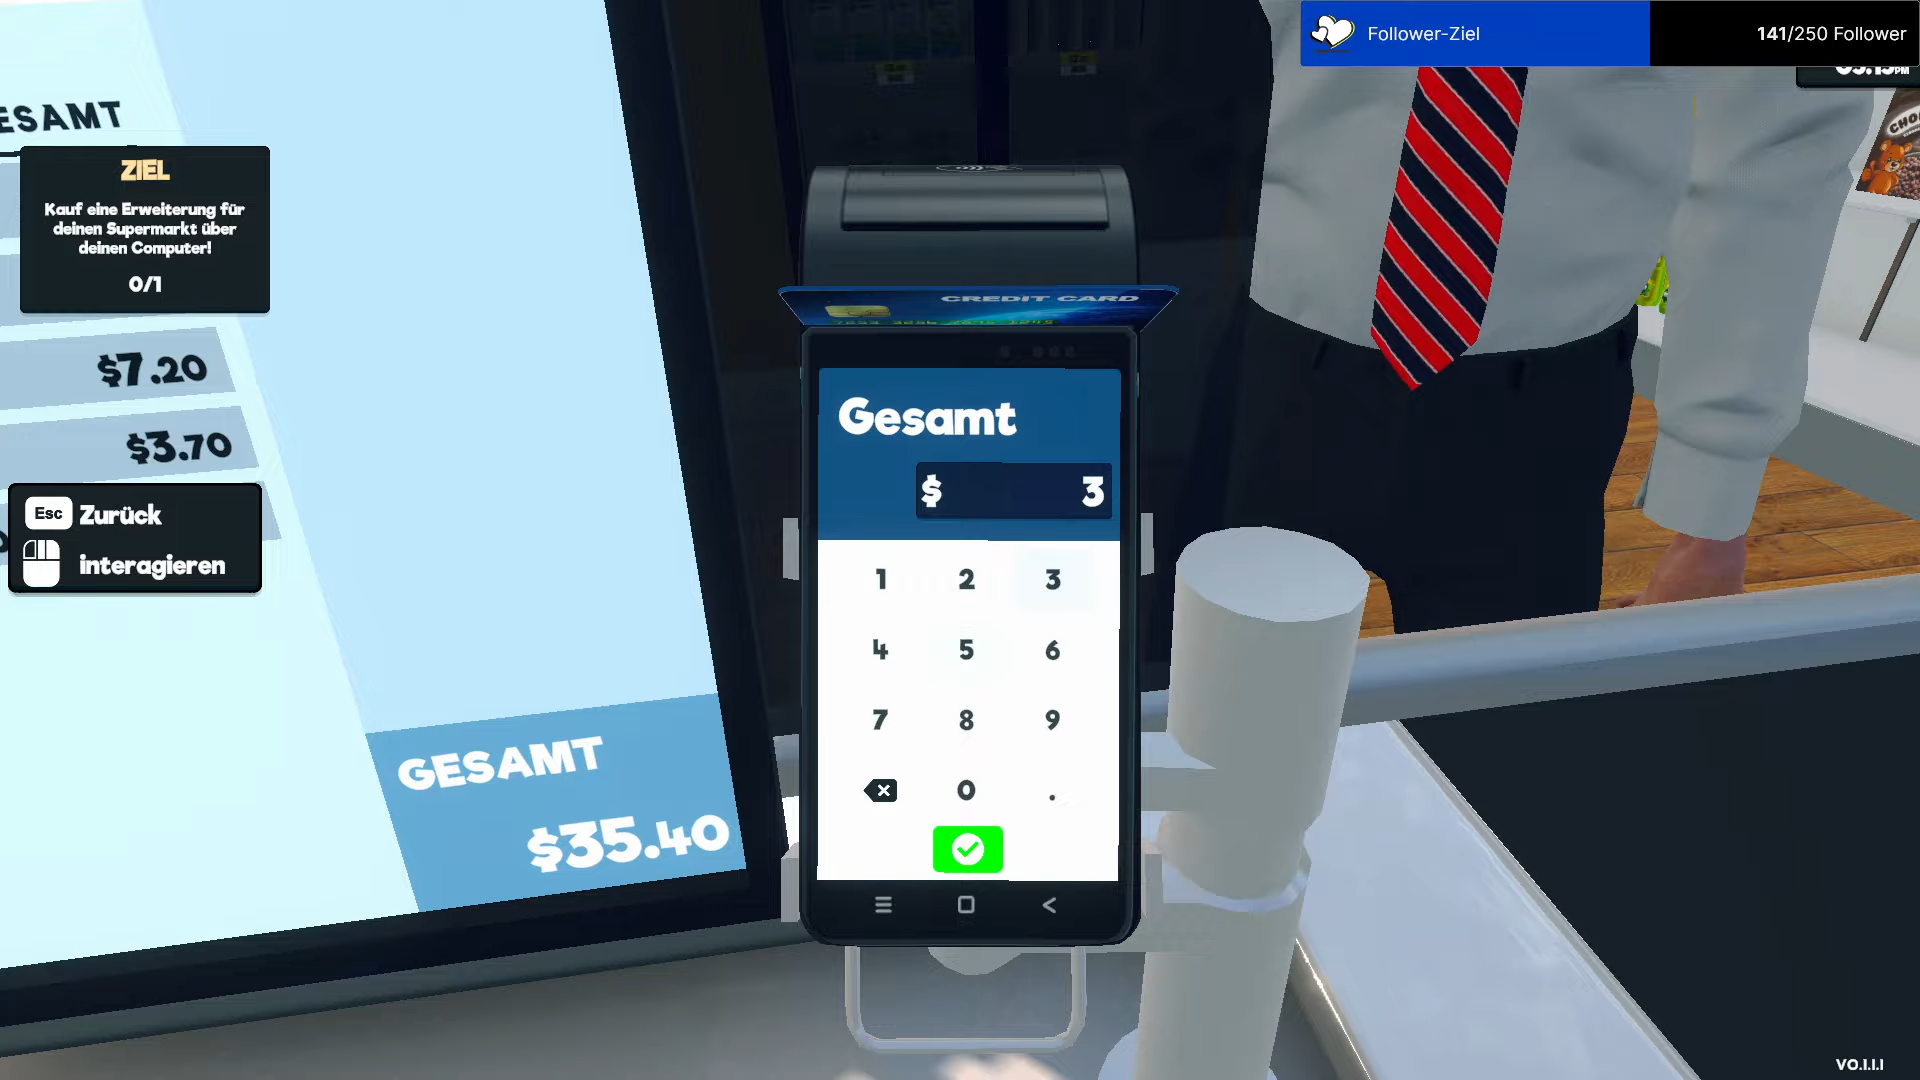 Follower-Ziel
141/250 Follower
ESAMT
ZIEL
Kauf eine Erweiterung für
deinen Supermarkt über
deinen Computer!
0/1
$7.20
$3.70
Esc Zurück
interagieren
GESAMT
$35.40
CREDIT CARD
Gesamt
$ 3
1 2 3
4 5 6
7 8 9
0 .
V0.1.1.1